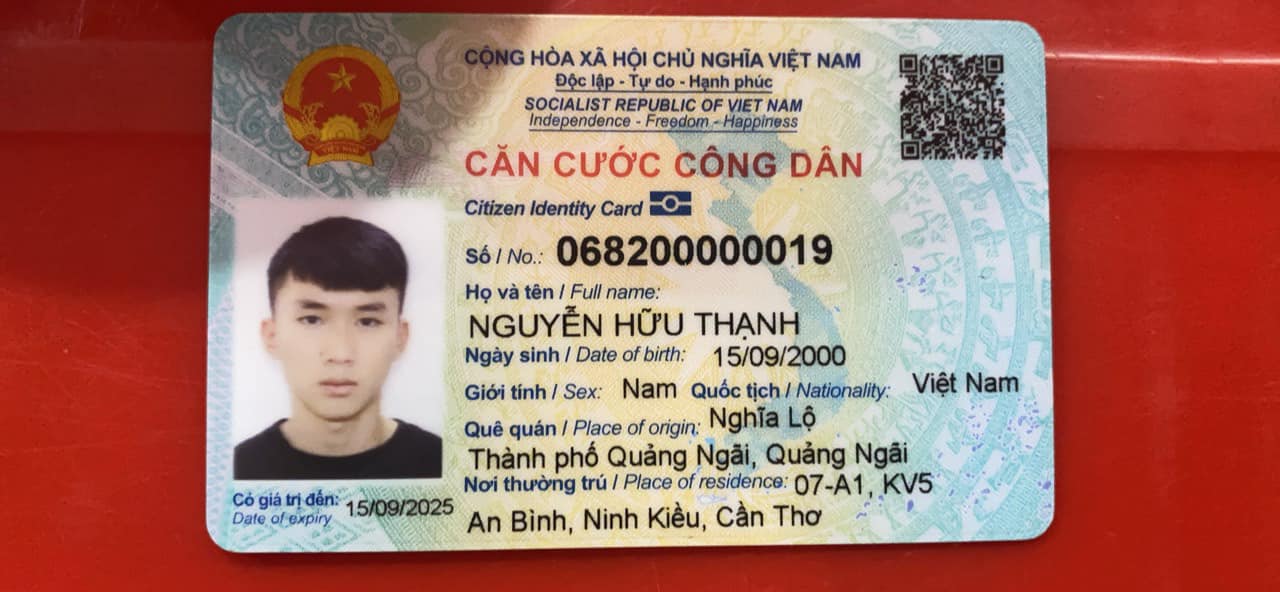 CỘNG HÒA XÃ HỘI CHỦ NGHĨA VIỆT NAM
Độc lập - Tự do - Hạnh phúc
SOCIALIST REPUBLIC OF VIET NAM
Independence - Freedom - Happiness
CĂN CƯỚC CÔNG DÂN
Citizen Identity Card
Số / No.: 068200000019
Họ và tên / Full name:
NGUYỄN HỮU THẠNH
Ngày sinh / Date of birth: 15/09/2000
Giới tính / Sex: Nam Quốc tịch / Nationality: Việt Nam
Quê quán / Place of origin: Nghĩa Lộ
Thành phố Quảng Ngãi, Quảng Ngãi
Nơi thường trú / Place of residence: 07-A1, KV5
An Bình, Ninh Kiều, Cần Thơ
Có giá trị đến: 15/09/2025
Date of expiry
VIỆT NAM